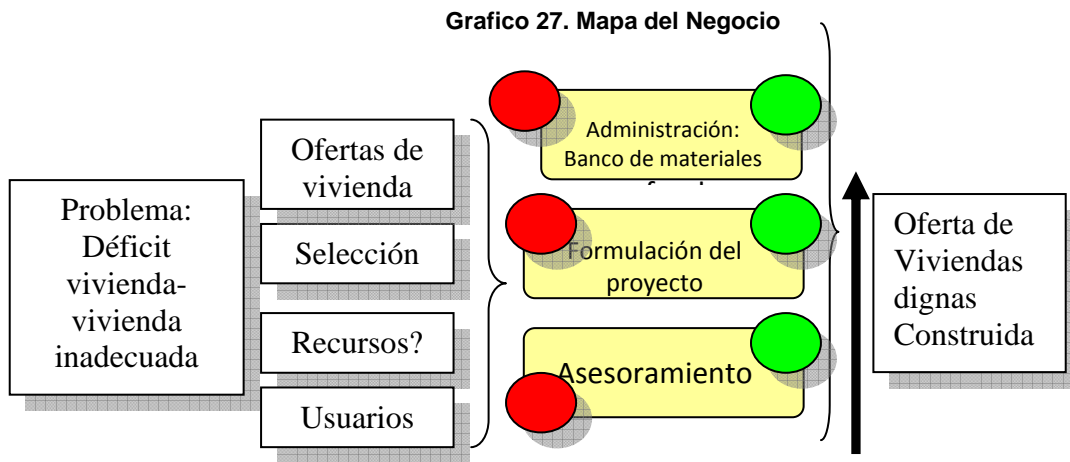 Grafico 27. Mapa del Negocio
Problema:
Déficit
vivienda-
vivienda
inadecuada
Ofertas de
vivienda
Selección
Recursos?
Usuarios
Administración:
Banco de materiales
Formulación del
proyecto
Asesoramiento
Oferta de
Viviendas
dignas
Construida